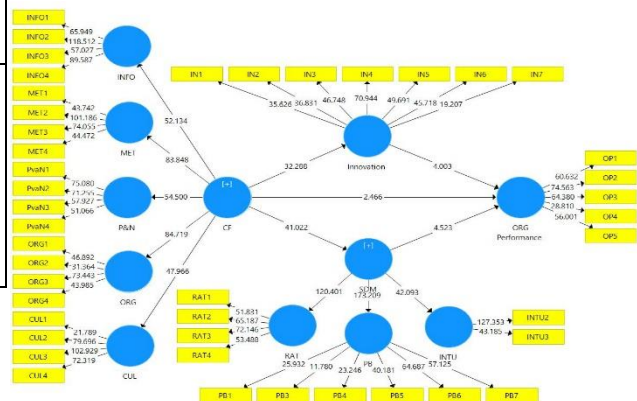 INFO1
INFO2
INFO3
INFO4
65.949
118.512
57.027
89.587
INFO
MET1
MET2
MET3
MET4
43.742
101.186
74.055
44.472
MET
PvaN1
PvaN2
PvaN3
PvaN4
75.080
71.255
57.927
51.066
P&N
ORG1
ORG2
ORG3
ORG4
46.892
31.364
73.443
43.985
ORG
CUL1
CUL2
CUL3
CUL4
21.789
79.696
102.929
72.319
CUL
52.134
83.848
54.500
84.719
47.966
[+]
CF
IN1
IN2
IN3
IN4
IN5
IN6
IN7
35.626
36.831
46.748
70.944
49.691
45.718
19.207
Innovation
32.266
4.003
2.466
41.022
4.523
OP1
OP2
OP3
OP4
OP5
60.632
74.563
64.380
28.810
56.001
ORG
Performance
[+]
SDM
120.401
173.209
42.093
RAT1
RAT2
RAT3
RAT4
51.831
65.187
72.146
53.488
RAT
PB
INTU
127.353
43.185
INTU2
INTU3
25.932
11.780
23.246
40.181
64.687
57.125
PB1
PB3
PB4
PB5
PB6
PB7